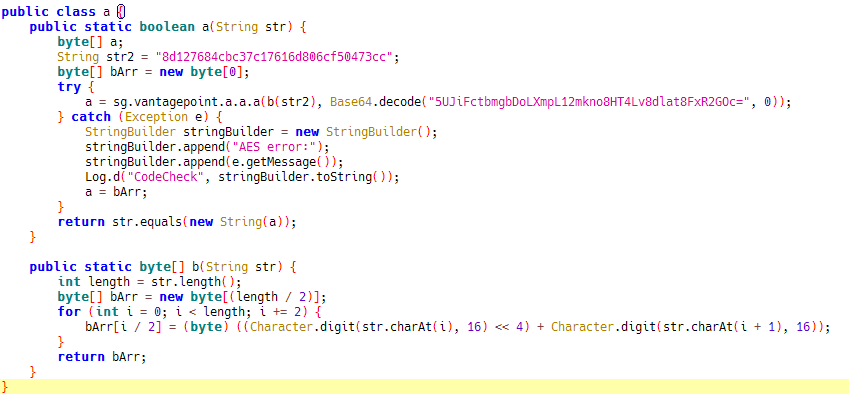 public class a {
    public static boolean a(String str) {
        byte[] a;
        String str2 = "8d127684cbc37c17616d806cf50473cc";
        byte[] bArr = new byte[0];
        try {
            a = sg.vantagepoint.a.a.a(b(str2), Base64.decode("5UJiFctbmgbDoLXmpL12mkno8HT4Lv8dlat8FxR2GOc=", 0));
        } catch (Exception e) {
            StringBuilder stringBuilder = new StringBuilder();
            stringBuilder.append("AES error:");
            stringBuilder.append(e.getMessage());
            Log.d("CodeCheck", stringBuilder.toString());
            a = bArr;
        }
        return str.equals(new String(a));
    }

    public static byte[] b(String str) {
        int length = str.length();
        byte[] bArr = new byte[(length / 2)];
        for (int i = 0; i < length; i += 2) {
            bArr[i / 2] = (byte) ((Character.digit(str.charAt(i), 16) << 4) + Character.digit(str.charAt(i + 1), 16));
        }
        return bArr;
    }
}